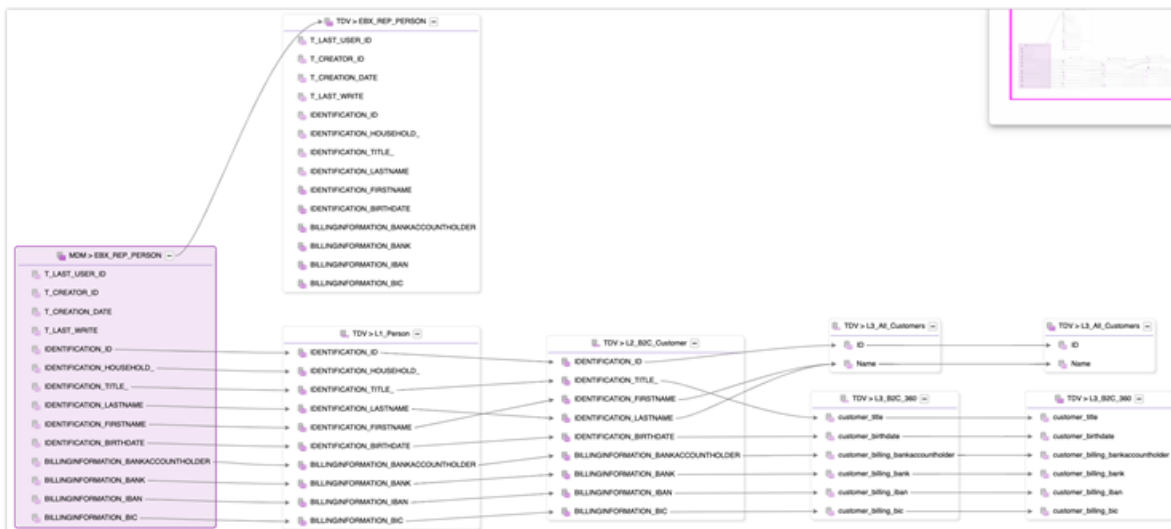 TDV > EBX_REP_PERSON
T_LAST_USER_ID
T_CREATOR_ID
T_CREATION_DATE
T_LAST_WRITE
IDENTIFICATION_ID
IDENTIFICATION_HOUSEHOLD_
IDENTIFICATION_TITLE_
IDENTIFICATION_LASTNAME
IDENTIFICATION_FIRSTNAME
IDENTIFICATION_BIRTHDATE
BILLINGINFORMATION_BANKACCOUNTHOLDER
BILLINGINFORMATION_BANK
BILLINGINFORMATION_IBAN
BILLINGINFORMATION_BIC
MDM > EBX_REP_PERSON
T_LAST_USER_ID
T_CREATOR_ID
T_CREATION_DATE
T_LAST_WRITE
IDENTIFICATION_ID
IDENTIFICATION_HOUSEHOLD_
IDENTIFICATION_TITLE_
IDENTIFICATION_LASTNAME
IDENTIFICATION_FIRSTNAME
IDENTIFICATION_BIRTHDATE
BILLINGINFORMATION_BANKACCOUNTHOLDER
BILLINGINFORMATION_BANK
BILLINGINFORMATION_IBAN
BILLINGINFORMATION_BIC
TDV > L1_Person
IDENTIFICATION_ID
IDENTIFICATION_HOUSEHOLD_
IDENTIFICATION_TITLE_
IDENTIFICATION_LASTNAME
IDENTIFICATION_FIRSTNAME
IDENTIFICATION_BIRTHDATE
BILLINGINFORMATION_BANKACCOUNTHOLDER
BILLINGINFORMATION_BANK
BILLINGINFORMATION_IBAN
BILLINGINFORMATION_BIC
TDV > L2_B2C_Customer
IDENTIFICATION_ID
IDENTIFICATION_TITLE_
IDENTIFICATION_FIRSTNAME
IDENTIFICATION_LASTNAME
IDENTIFICATION_BIRTHDATE
BILLINGINFORMATION_BANKACCOUNTHOLDER
BILLINGINFORMATION_BANK
BILLINGINFORMATION_IBAN
BILLINGINFORMATION_BIC
TDV > L3_All_Customers
ID
Name
TDV > L3_B2C_360
customer_title
customer_birthdate
customer_billing_bankaccountholder
customer_billing_bank
customer_billing_iban
customer_billing_bic
TDV > L3_All_Customers
ID
Name
TDV > L3_B2C_360
customer_title
customer_birthdate
customer_billing_bankaccountholder
customer_billing_bank
customer_billing_iban
customer_billing_bic